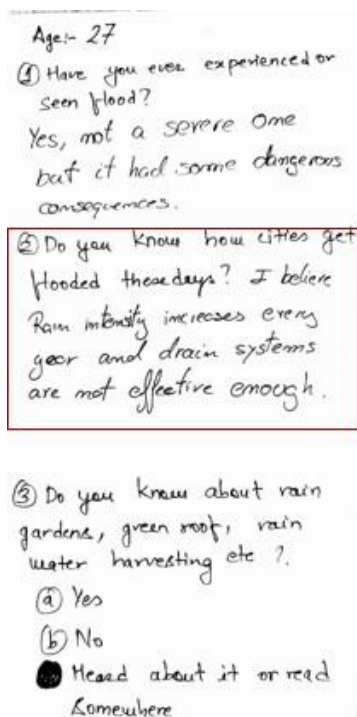 Age:- 27
① Have you ever experienced or
seen flood?
Yes, not a severe one
but it had some dangerous
consequences.
② Do you know how cities get
flooded these days? I believe
Rain intensity increases every
year and drain systems
are not effective enough.
③ Do you know about rain
gardens, green roof, rain
water harvesting etc ?.
ⓐ Yes
ⓑ No
Heard about it or read
Somewhere